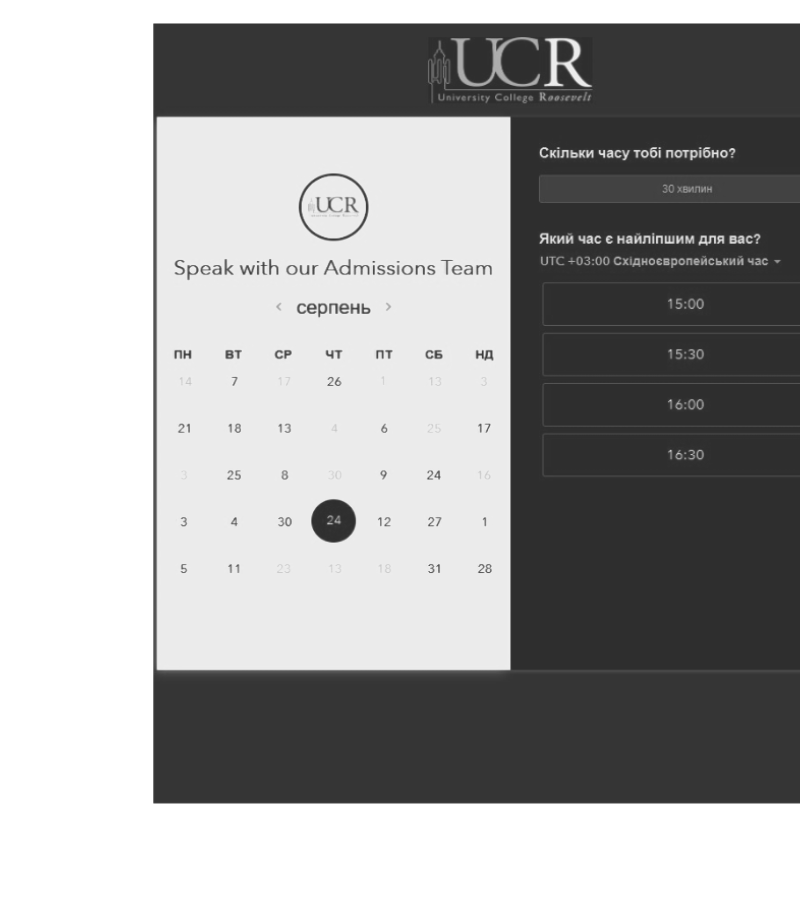 UCR
University College Roosevelt
UCR
Speak with our Admissions Team
< серпень >
ПН ВТ СР ЧТ ПТ СБ НД
14 7 17 26 1 13 3
21 18 13 4 6 25 17
3 25 8 30 9 24 16
3 4 30 24 12 27 1
5 11 23 13 18 31 28
Скільки часу тобі потрібно?
30 хвилин
Який час є найліпшим для вас?
UTC +03:00 Східноєвропейський час
15:00
15:30
16:00
16:30